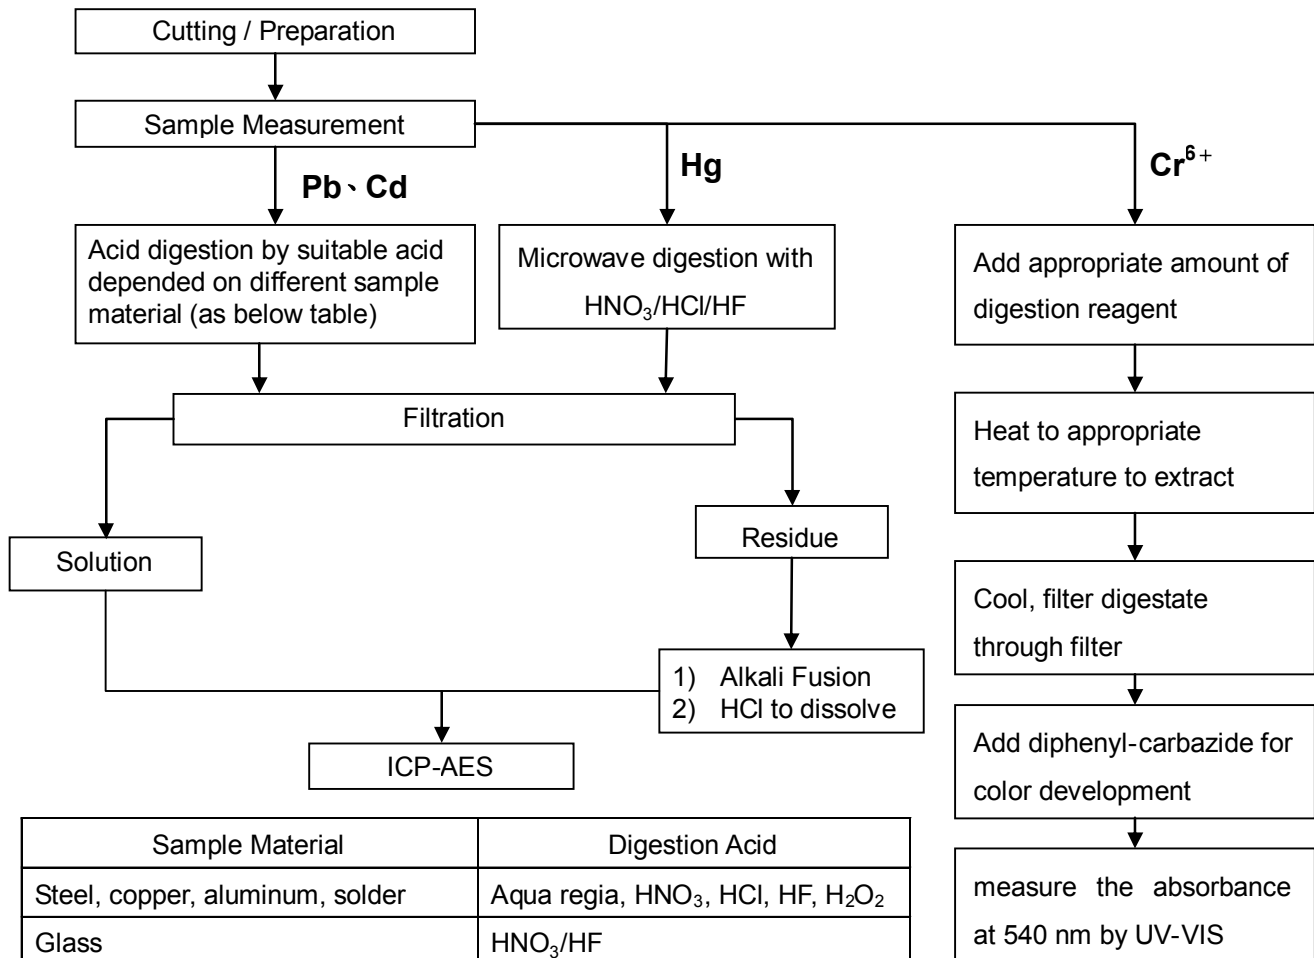 Cutting / Preparation
Sample Measurement
Pb、Cd
Hg
Cr⁶⁺
Acid digestion by suitable acid
depended on different sample
material (as below table)
Microwave digestion with
HNO₃/HCl/HF
Add appropriate amount of
digestion reagent
Filtration
Heat to appropriate
temperature to extract
Solution
Residue
Cool, filter digestate
through filter
1) Alkali Fusion
2) HCl to dissolve
ICP-AES
Add diphenyl-carbazide for
color development
measure the absorbance
at 540 nm by UV-VIS
Sample Material Digestion Acid
Steel, copper, aluminum, solder Aqua regia, HNO₃, HCl, HF, H₂O₂
Glass HNO₃/HF